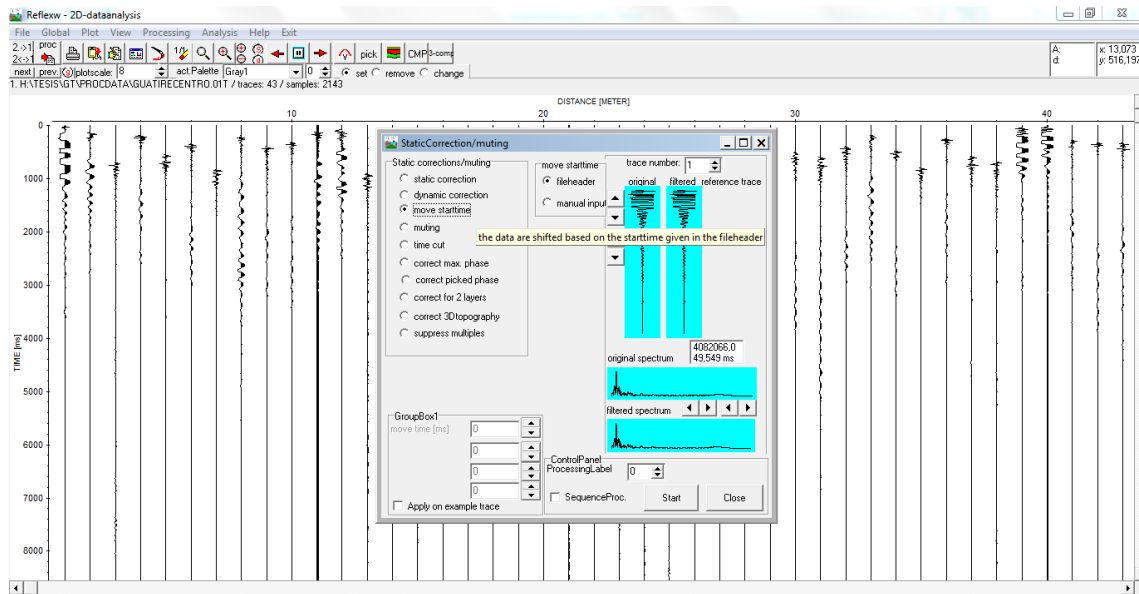 Reflexw - 2D-dataanalysis
File Global Plot View Processing Analysis Help Exit
2.->1 proc 1/2 pick CMP 3-comp
2<->1
A: x: 13,073
d: y: 516,197
next prev. (g) plotscale: 8 act.Palette Gray1 0 set remove change
1. H:\TESIS\GT\PROCDATA\GUATIRECENTRO.01T / traces: 43 / samples: 2143
DISTANCE [METER]
10 20 30 40
TIME [ms]
0
1000
2000
3000
4000
5000
6000
7000
8000
StaticCorrection/muting
Static corrections/muting
static correction
dynamic correction
move starttime
muting
time cut
correct max. phase
correct picked phase
correct for 2 layers
correct 3Dtopography
suppress multiples
move starttime
fileheader
manual input
trace number: 1
original filtered reference trace
the data are shifted based on the starttime given in the fileheader
4082066,0
original spectrum 49,549 ms
filtered spectrum
GroupBox1
move time [ms] 0
0
0
0
Apply on example trace
ControlPanel
ProcessingLabel 0
SequenceProc. Start Close